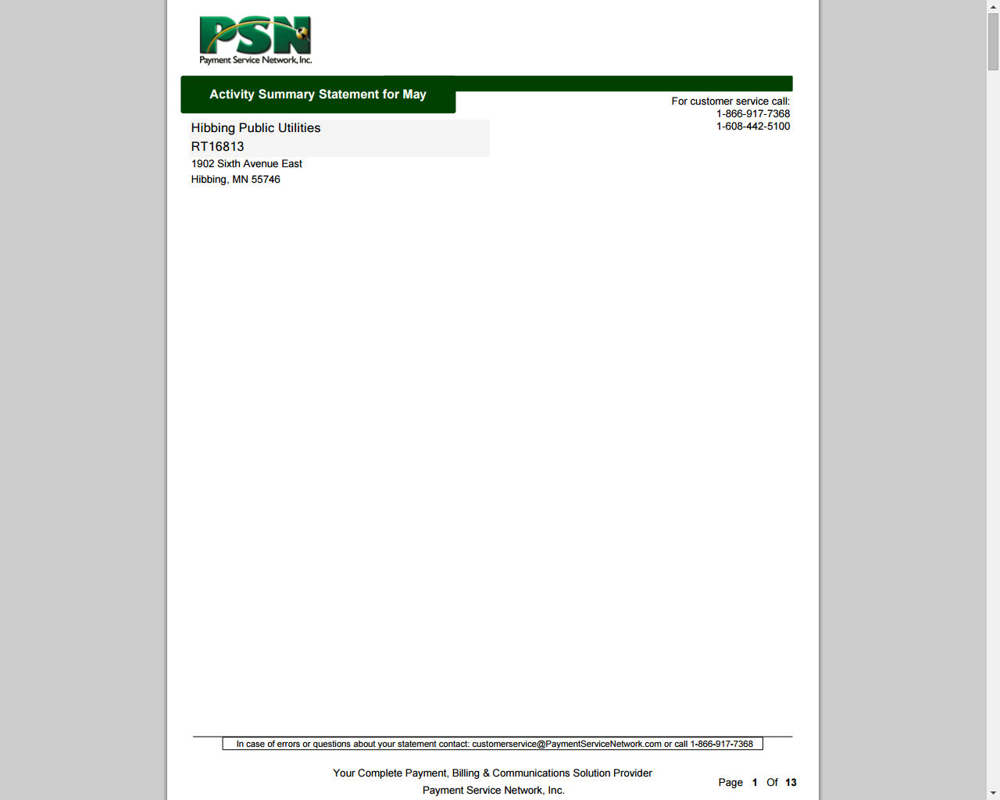 PSN
Payment Service Network, Inc.
Activity Summary Statement for May
For customer service call:
1-866-917-7368
1-608-442-5100
Hibbing Public Utilities
RT16813
1902 Sixth Avenue East
Hibbing, MN 55746
In case of errors or questions about your statement contact: customerservice@PaymentServiceNetwork.com or call 1-866-917-7368
Your Complete Payment, Billing & Communications Solution Provider
Payment Service Network, Inc.
Page 1 Of 13